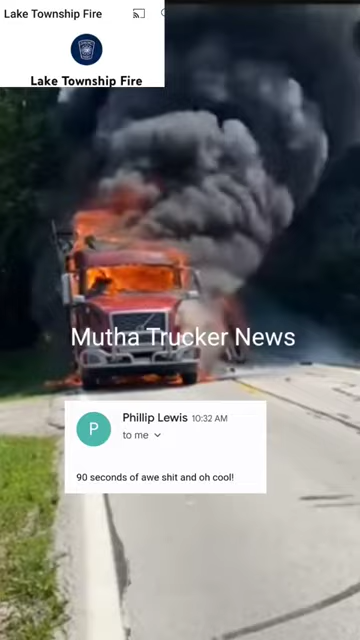 Lake Township Fire
Lake Township Fire
Mutha Trucker News
P
Phillip Lewis 10:32 AM
to me
90 seconds of awe shit and oh cool!